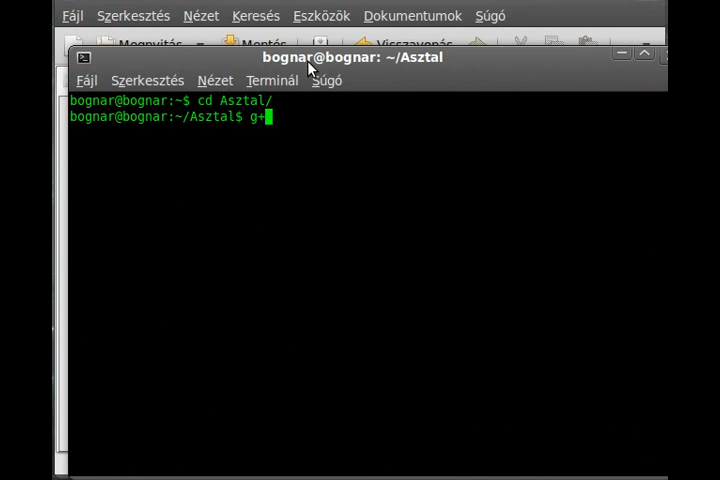 Fájl Szerkesztés Nézet Keresés Eszközök Dokumentumok Súgó
Megnyitás Mentés Visszavonás
bognar@bognar: ~/Asztal
Fájl Szerkesztés Nézet Terminál Súgó
bognar@bognar:~$ cd Asztal/
bognar@bognar:~/Asztal$ g+